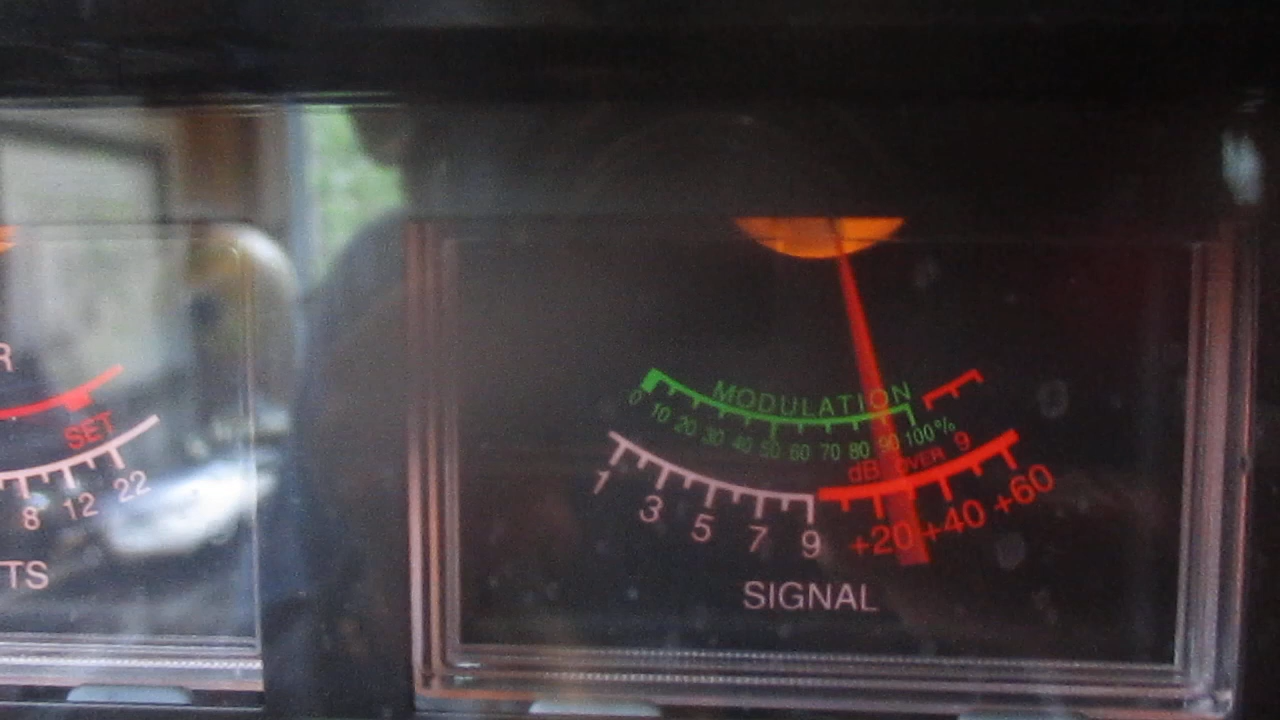 R
SET
8 12 22
TS
MODULATION
0 10 20 30 40 50 60 70 80 90 100%
dB OVER 9
1 3 5 7 9 +20 +40 +60
SIGNAL